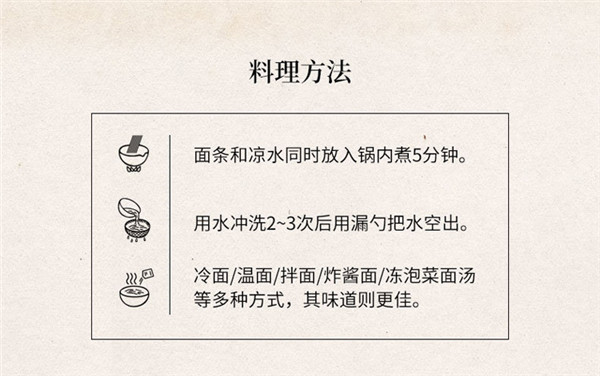 料理方法
面条和凉水同时放入锅内煮5分钟。
用水冲洗2~3次后用漏勺把水空出。
冷面/温面/拌面/炸酱面/冻泡菜面汤
等多种方式，其味道则更佳。